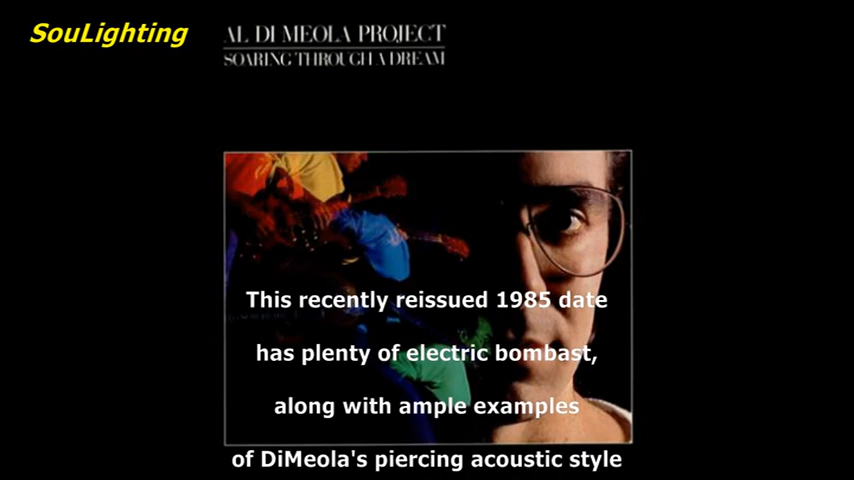 SouLighting
AL DI MEOLA PROJECT
SOARING THROUGH A DREAM
This recently reissued 1985 date
has plenty of electric bombast,
along with ample examples
of DiMeola's piercing acoustic style